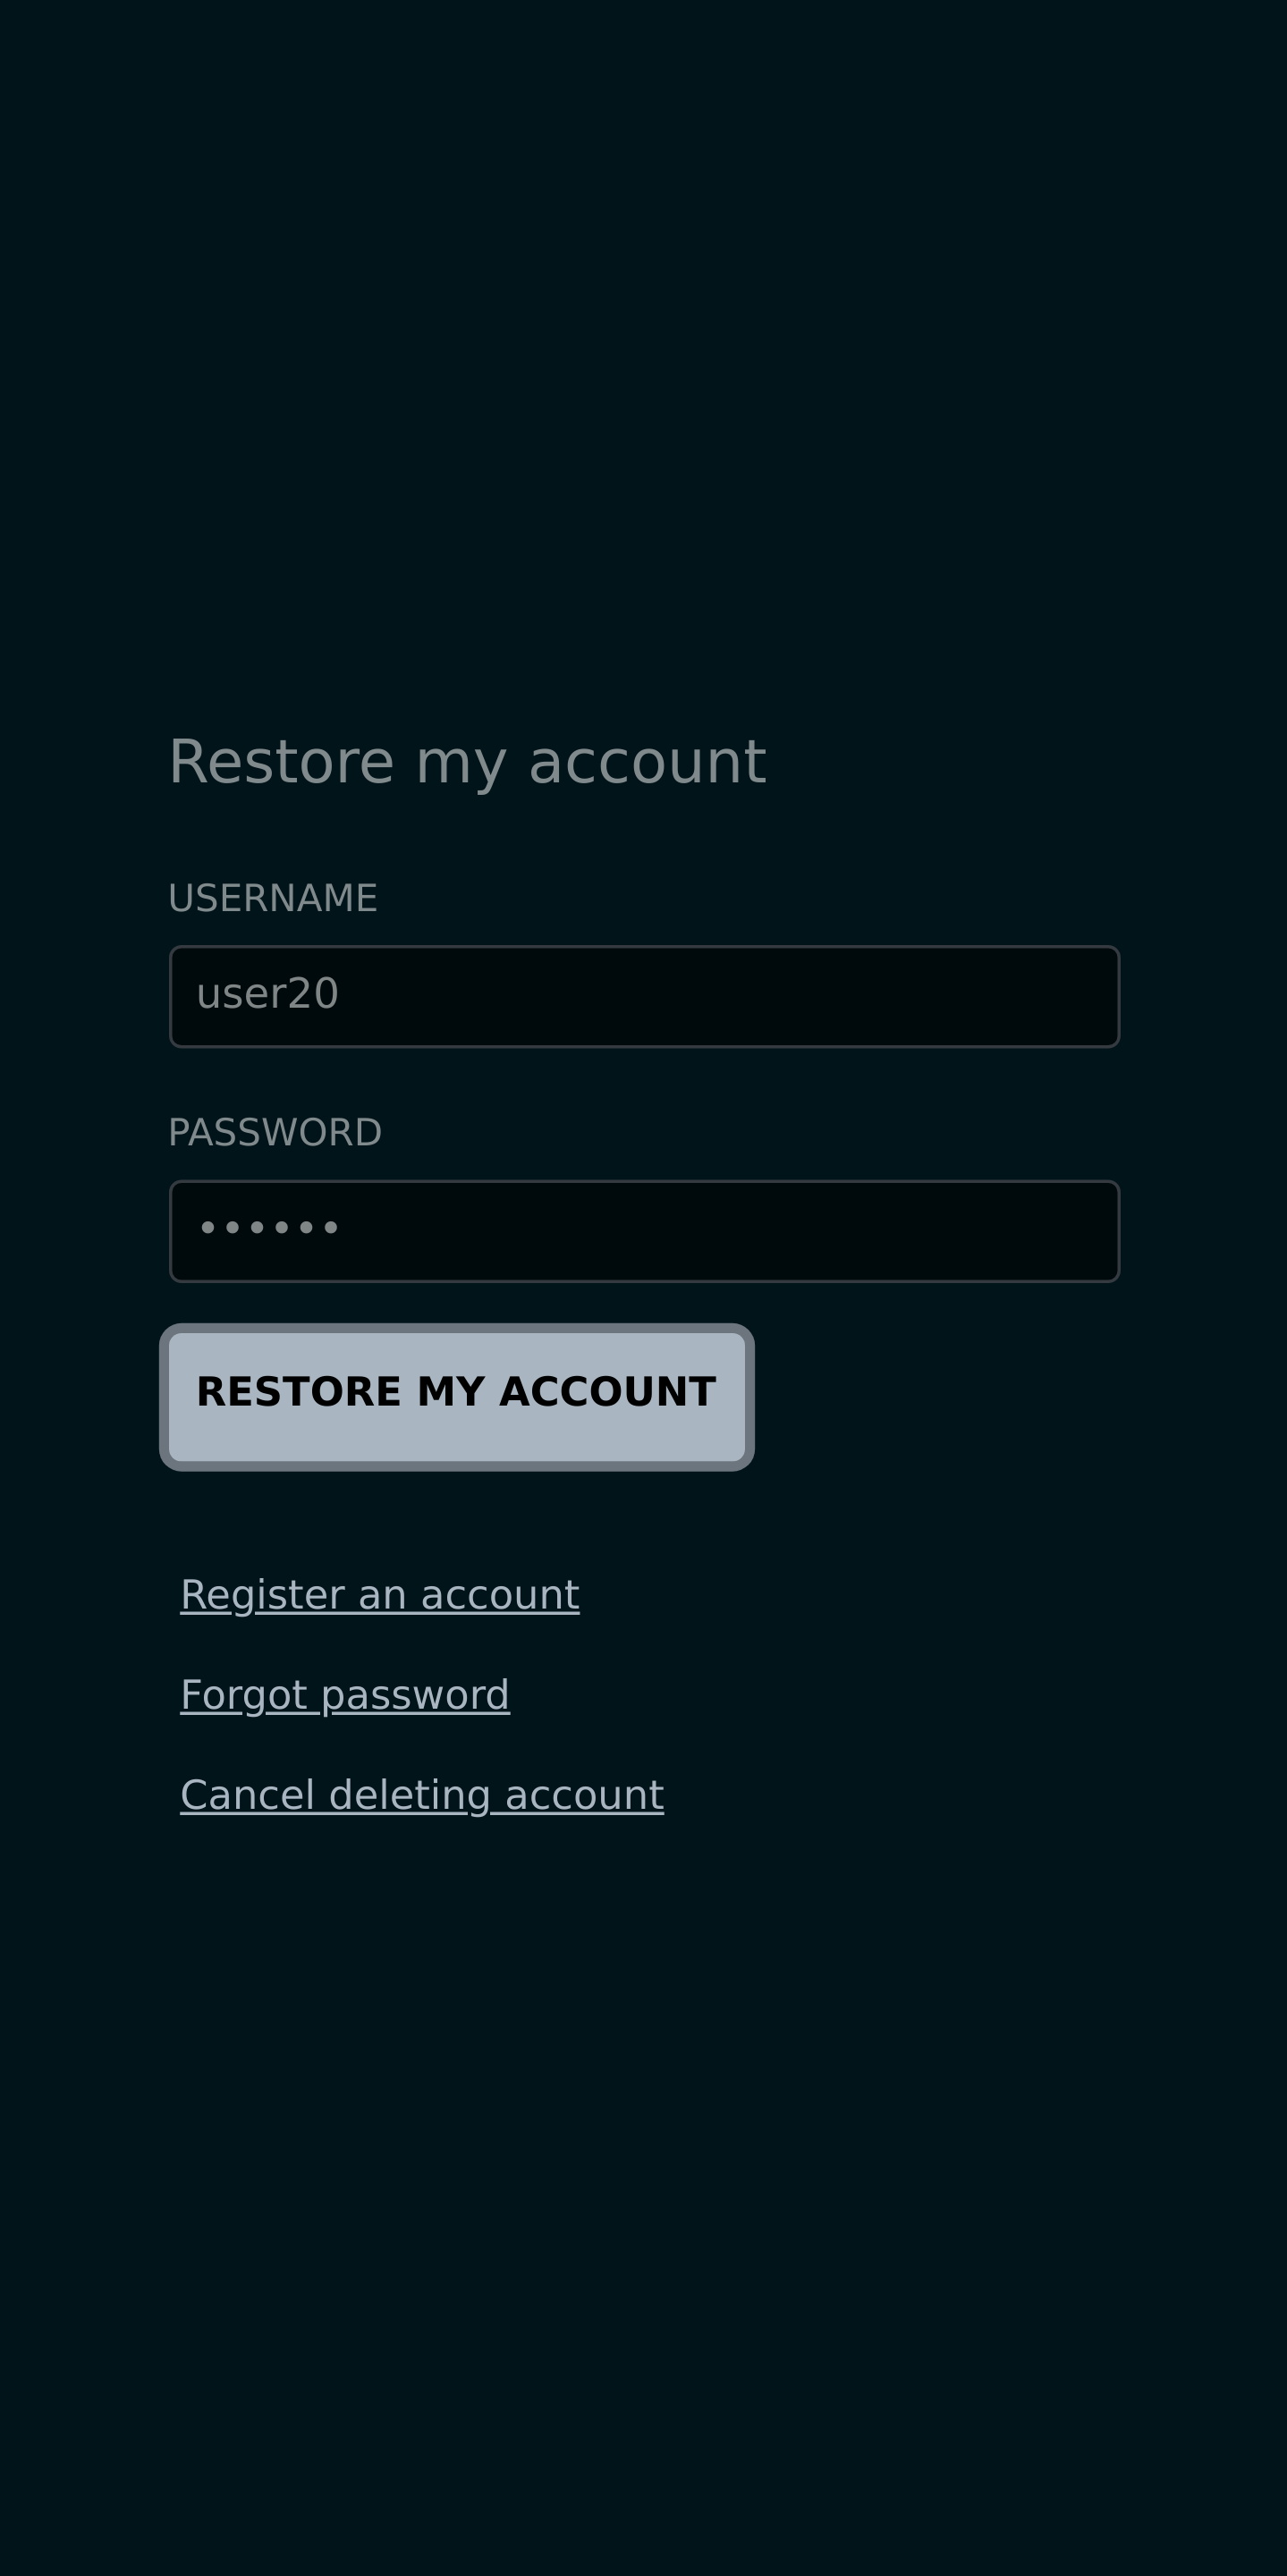 Restore my account
USERNAME
user20
PASSWORD
••••••
RESTORE MY ACCOUNT
Register an account
Forgot password
Cancel deleting account